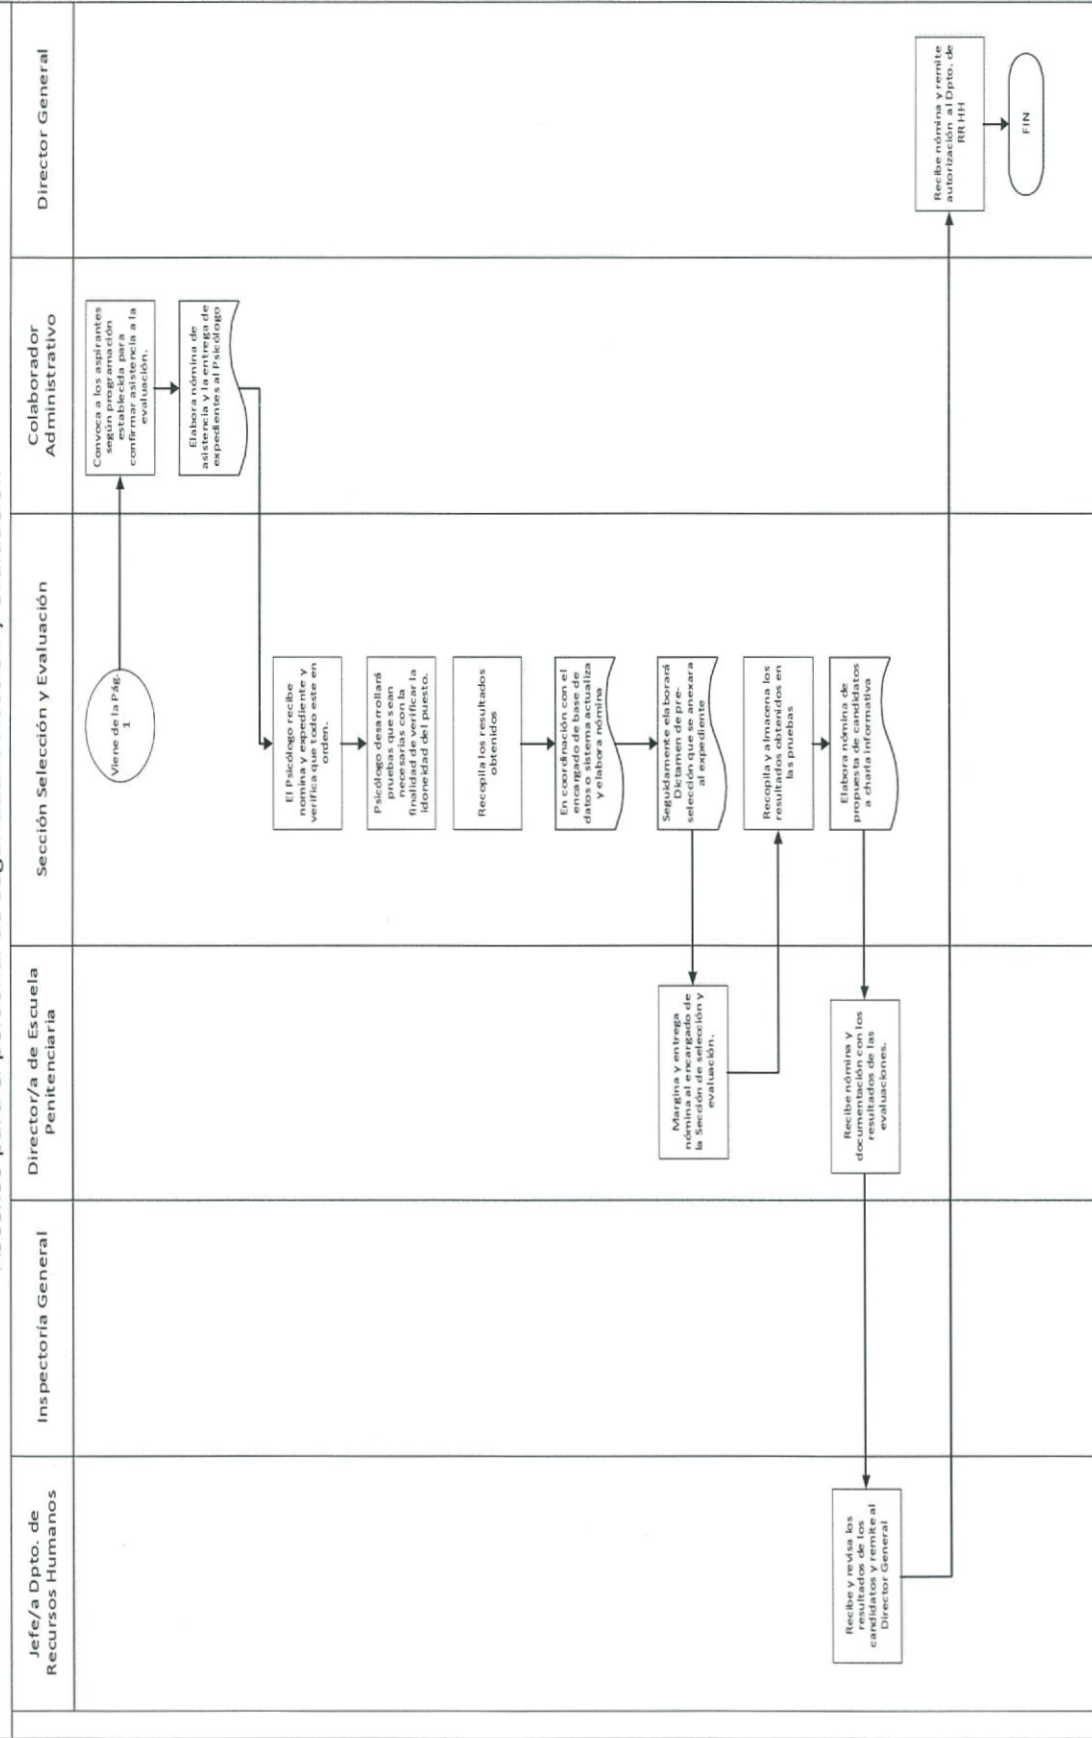 Jefe/a Dpto. de
Recursos Humanos
Inspectoría General
Director/a de Escuela
Penitenciaria
Sección Selección y Evaluación
Colaborador
Administrativo
Director General
Viene de la Pág.
1
Convoca a los aspirantes
según programación
establecida para
confirmar asistencia a la
evaluación.
Elabora nómina de
asistencia y la entrega de
expedientes al Psicólogo
El Psicólogo recibe
nomina y expediente y
verifica que todo este en
orden.
Psicólogo desarrollará
pruebas que sean
necesarias con la
finalidad de verificar la
idoneidad del puesto.
Recopila los resultados
obtenidos
En coordinación con el
encargado de base de
datos o sistema actualiza
y elabora nómina
Seguidamente elaborará
Dictamen de pre-
selección que se anexara
al expediente
Margina y entrega
nómina al encargado de
la Sección de selección y
evaluación.
Recopila y almacena los
resultados obtenidos en
las pruebas
Elabora nómina de
propuesta de candidatos
a charla informativa
Recibe nómina y
documentación con los
resultados de las
evaluaciones.
Recibe y revisa los
resultados de los
candidatos y remite al
Director General
Recibe nómina y remite
autorización al Dpto. de
RR HH
FIN